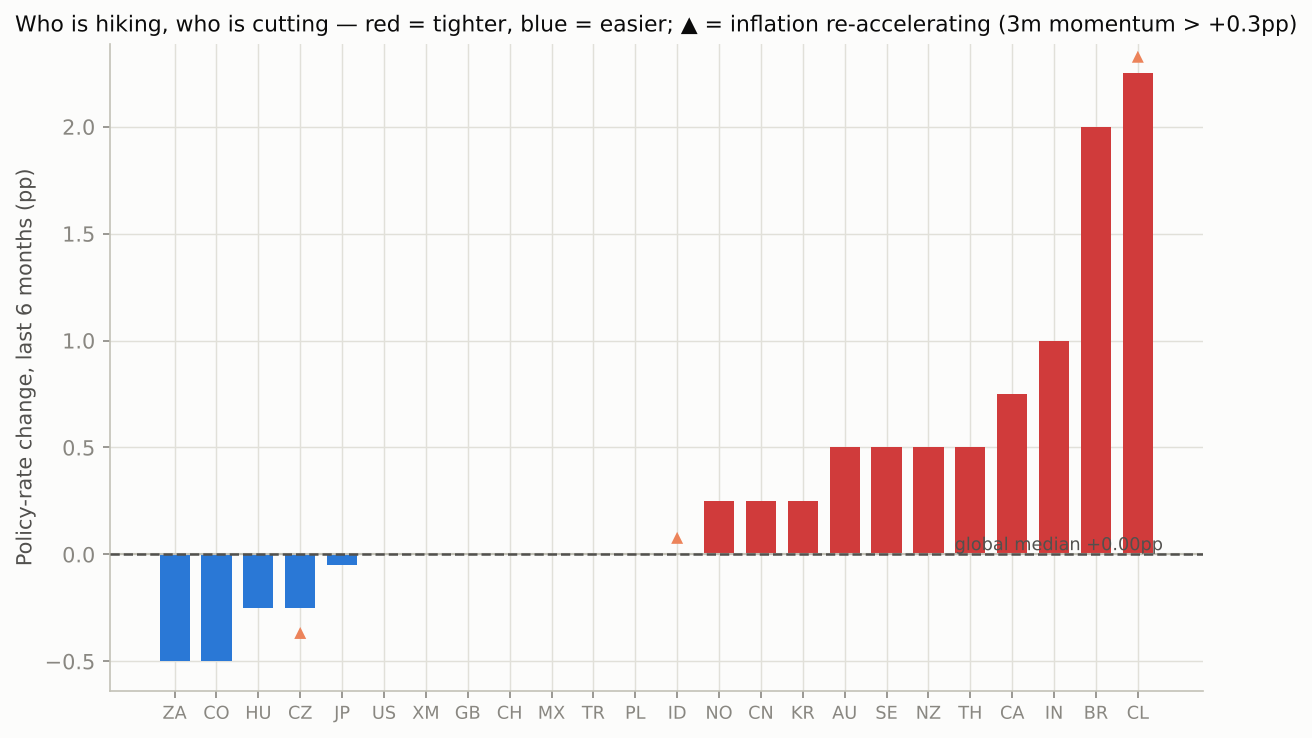 Who is hiking, who is cutting — red = tighter, blue = easier; ▲ = inflation re-accelerating (3m momentum > +0.3pp)
Policy-rate change, last 6 months (pp)
2.0
1.5
1.0
0.5
0.0
−0.5
global median +0.00pp
ZA CO HU CZ JP US XM GB CH MX TR PL ID NO CN KR AU SE NZ TH CA IN BR CL